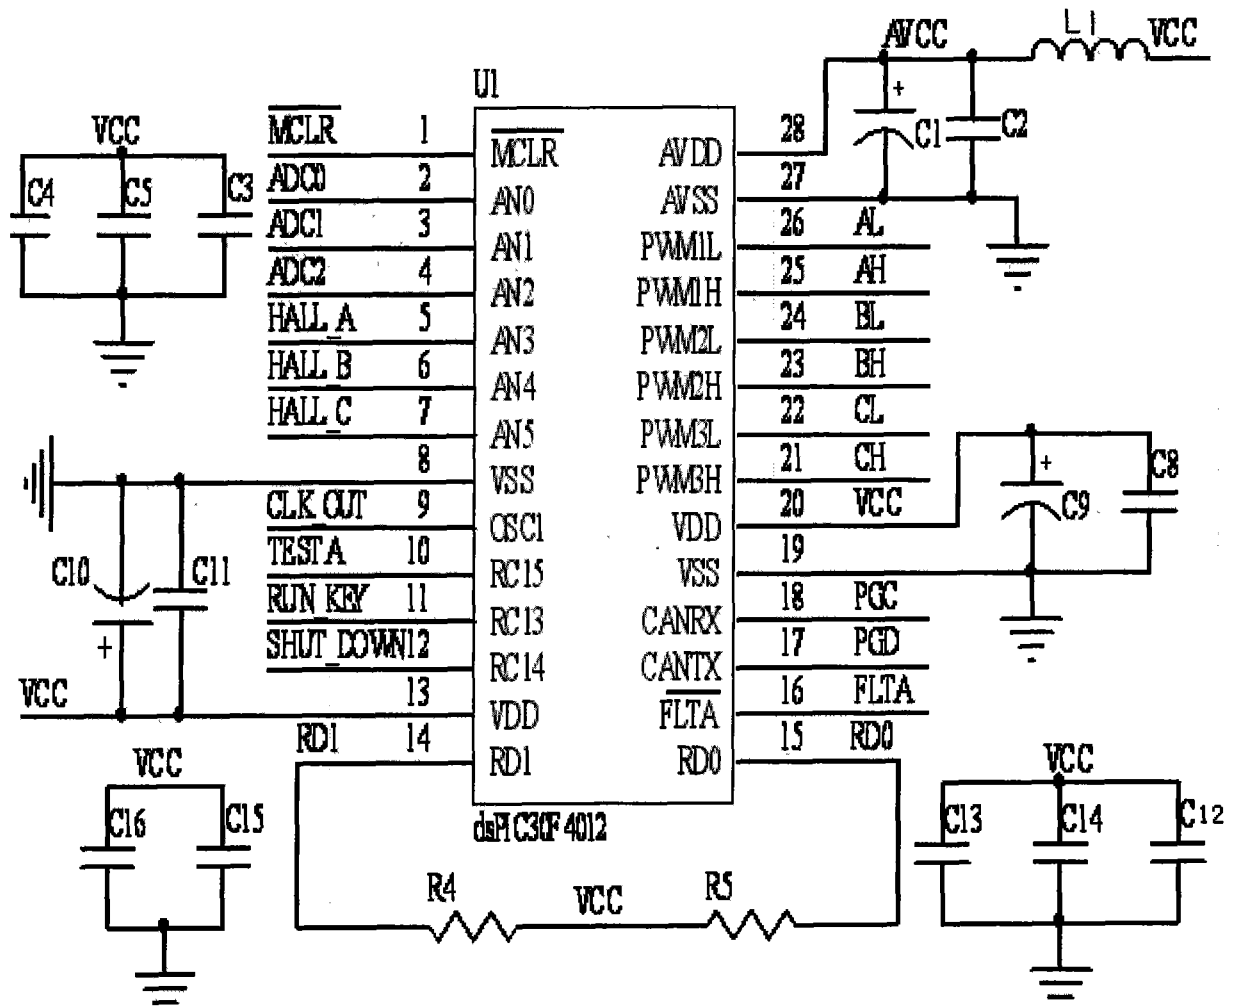 AVCC L1 VCC
U1
VCC
C4 C5 C3
MCLR 1 MCLR AVDD 28
C1 C2
ADC0 2 AN0 AVSS 27
ADC1 3 AN1 PWM1L 26 AL
ADC2 4 AN2 PWM1H 25 AH
HALL_A 5 AN3 PWM2L 24 BL
HALL_B 6 AN4 PWM2H 23 BH
HALL_C 7 AN5 PWM3L 22 CL
8 VSS PWM3H 21 CH
CLK_OUT 9 OSC1 VDD 20 VCC
+ C9 C8
TESTA 10 RC15 VSS 19
C10 C11
RUN_KEY 11 RC13 CANRX 18 PGC
SHUT_DOWN 12 RC14 CANTX 17 PGD
VCC 13 VDD FLTA 16 FLTA
RD1 14 RD1 RD0 15 RD0
VCC
C16 C15
dsPIC30F4012
VCC
C13 C14 C12
R4 VCC R5